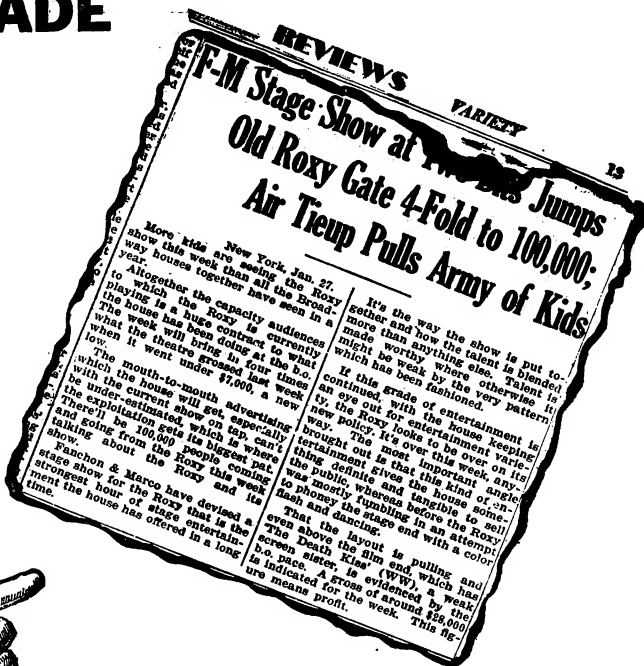 ADE
REVIEWS
VARIETY
13
F-M Stage Show at Two Bits Jumps
Old Roxy Gate 4-Fold to 100,000;
Air Tieup Pulls Army of Kids
New York, Jan. 27.
More kids are seeing the Roxy
show this week than all the Broad-
way houses together have seen in a
year.
Altogether the capacity audiences
to which the Roxy is currently
playing is a huge contract to what
the house has been doing at the b.o.
The week will bring in four times
what the theatre grossed last week
when it went under $7,000, a new
low.
The mouth-to-mouth advertising
which the house will get, especially
with the current show on tap, can't
be under-estimated, which is where
the exploitation gets its biggest pat.
There'll be 100,000 people coming
and going from the Roxy this week
talking about the Roxy and its
show.
Fanchon & Marco have devised a
stage show for the Roxy that is the
strongest hour of stage entertain-
ment the house has offered in a long
time.
It's the way the show is put to-
gether and how the talent is blended
more than anything else. Talent is
made worthy where otherwise it
might be weak by the very pattern
which has been fashioned.
If this grade of entertainment is
continued, with the house keeping
an eye out for entertainment varie-
ty, the Roxy looks to be over on its
new policy. It's over this week, any-
way. The most important angle
brought out is that this kind of en-
tertainment gives the house some-
thing definite and tangible to sell
the public, whereas before the Roxy
was mostly fumbling in an attempt
to phoney the stage end with a color
flash and dancing.
That the layout is pulling and
even above the film end, which has
'The Death Kiss' (WW), a weak
screen sister, is evidenced by the
b.o. pace. A gross of around $28,000
is indicated for the week. This fig-
ure means profit.